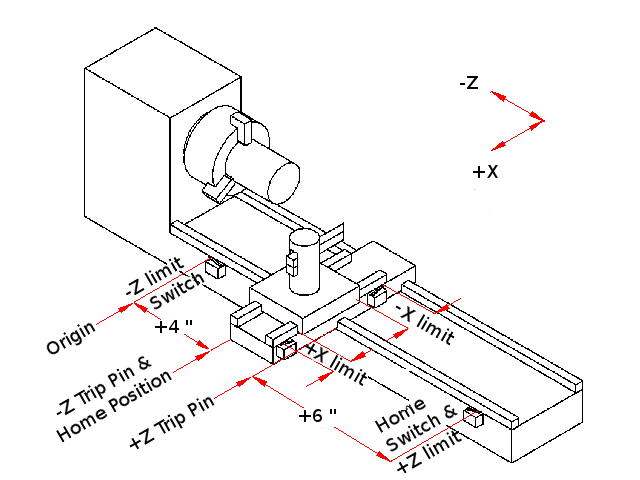 -Z
+X
-Z limit
Switch
Origin
+4 "
-X limit
+X limit
-Z Trip Pin &
Home Position
+Z Trip Pin
+6 "
Home
Switch &
+Z limit